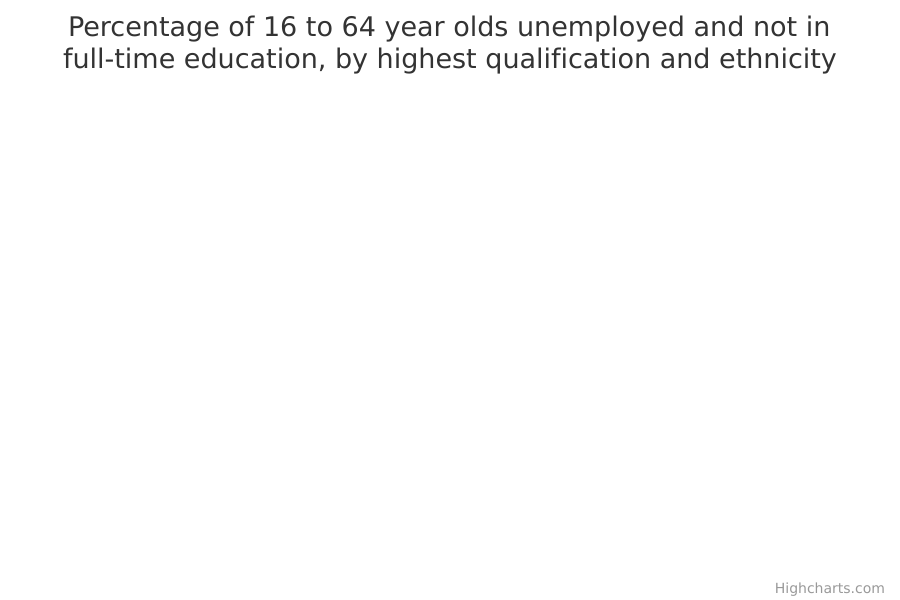 Percentage of 16 to 64 year olds unemployed and not in
full-time education, by highest qualification and ethnicity
Highcharts.com